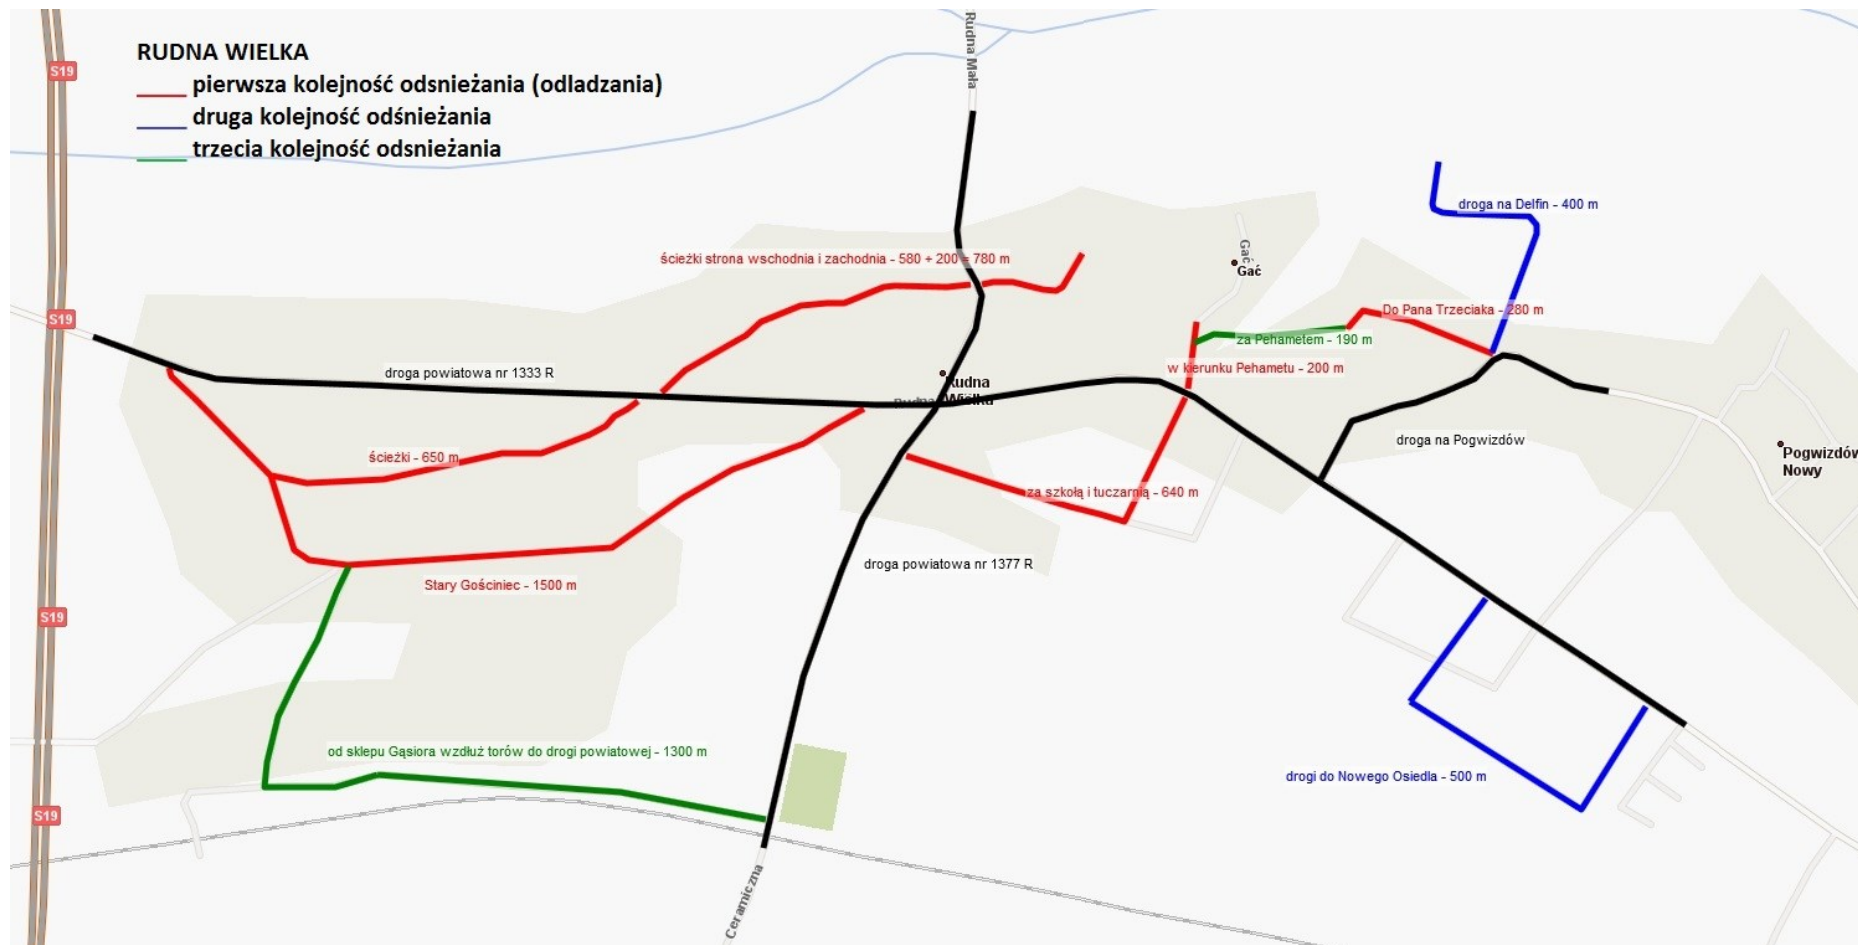 RUDNA WIELKA
pierwsza kolejność odsnieżania (odladzania)
druga kolejność odśnieżania
trzecia kolejność odsnieżania
S19
Rudna Mała
droga na Delfin - 400 m
ścieżki strona wschodnia i zachodnia - 580 + 200 = 780 m
Gać
Gać
S19
Do Pana Trzeciaka - 280 m
za Pehametem - 190 m
w kierunku Pehametu - 200 m
droga powiatowa nr 1333 R
Rudna
Wielka
Rudna
droga na Pogwizdów
Pogwizdów
Nowy
ścieżki - 650 m
za szkołą i tuczarnią - 640 m
droga powiatowa nr 1377 R
Stary Gościniec - 1500 m
S19
od sklepu Gąsiora wzdłuż torów do drogi powiatowej - 1300 m
drogi do Nowego Osiedla - 500 m
S19
Ceramiczna